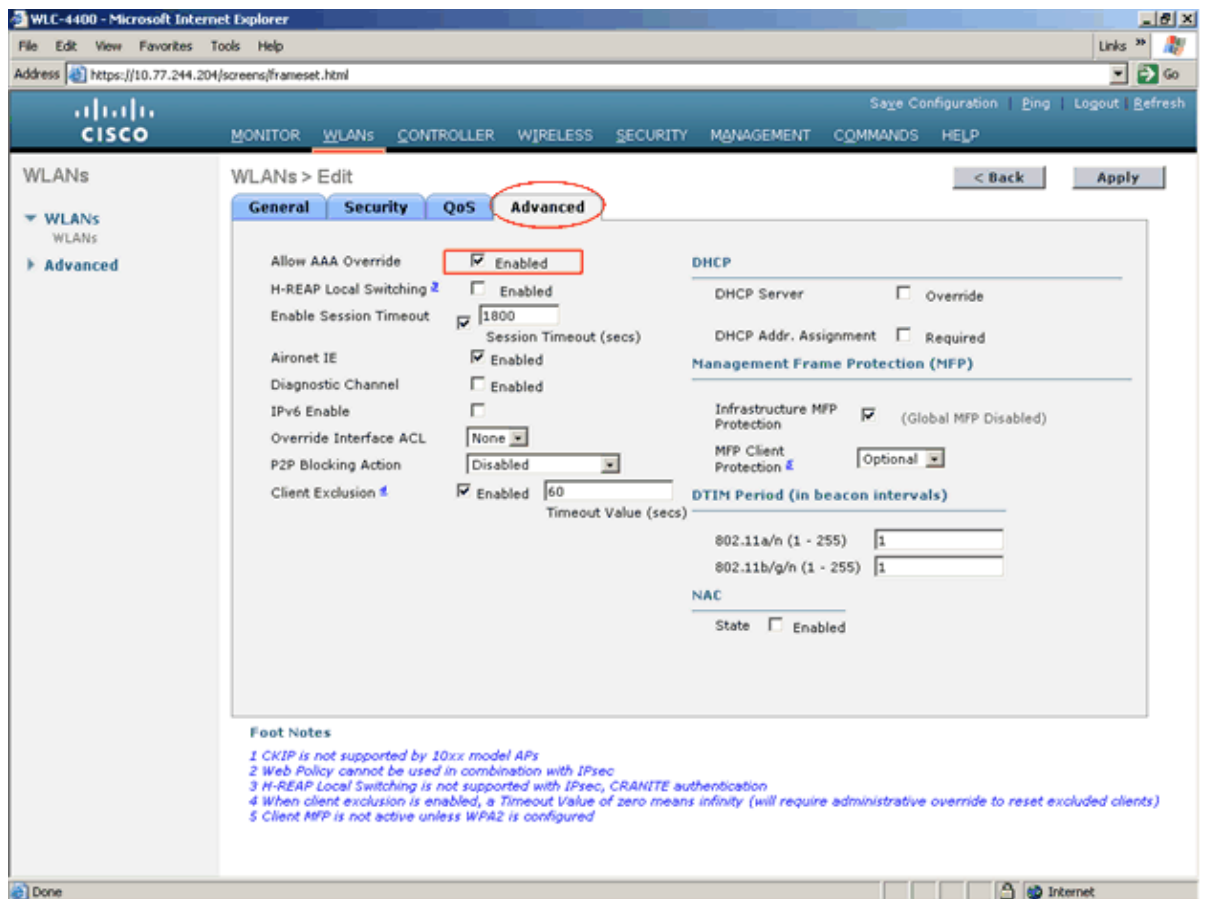 WLC-4400 - Microsoft Internet Explorer
File Edit View Favorites Tools Help
Links »
Address https://10.77.244.204/screens/frameset.html
Go
Save Configuration | Ping | Logout | Refresh
CISCO
MONITOR WLANs CONTROLLER WIRELESS SECURITY MANAGEMENT COMMANDS HELP
WLANs
WLANs
WLANs
Advanced
WLANs > Edit
< Back
Apply
General Security QoS Advanced
Allow AAA Override Enabled
H-REAP Local Switching Enabled
Enable Session Timeout 1800
Session Timeout (secs)
Aironet IE Enabled
Diagnostic Channel Enabled
IPv6 Enable
Override Interface ACL None
P2P Blocking Action Disabled
Client Exclusion 4 Enabled 60
Timeout Value (secs)
DHCP
DHCP Server Override
DHCP Addr. Assignment Required
Management Frame Protection (MFP)
Infrastructure MFP
Protection (Global MFP Disabled)
MFP Client
Protection Optional
DTIM Period (in beacon intervals)
802.11a/n (1 - 255) 1
802.11b/g/n (1 - 255) 1
NAC
State Enabled
Foot Notes
1 CKIP is not supported by 10xx model APs
2 Web Policy cannot be used in combination with IPsec
3 H-REAP Local Switching is not supported with IPsec, CRANITE authentication
4 When client exclusion is enabled, a Timeout Value of zero means infinity (will require administrative override to reset excluded clients)
5 Client MFP is not active unless WPA2 is configured
Done
Internet